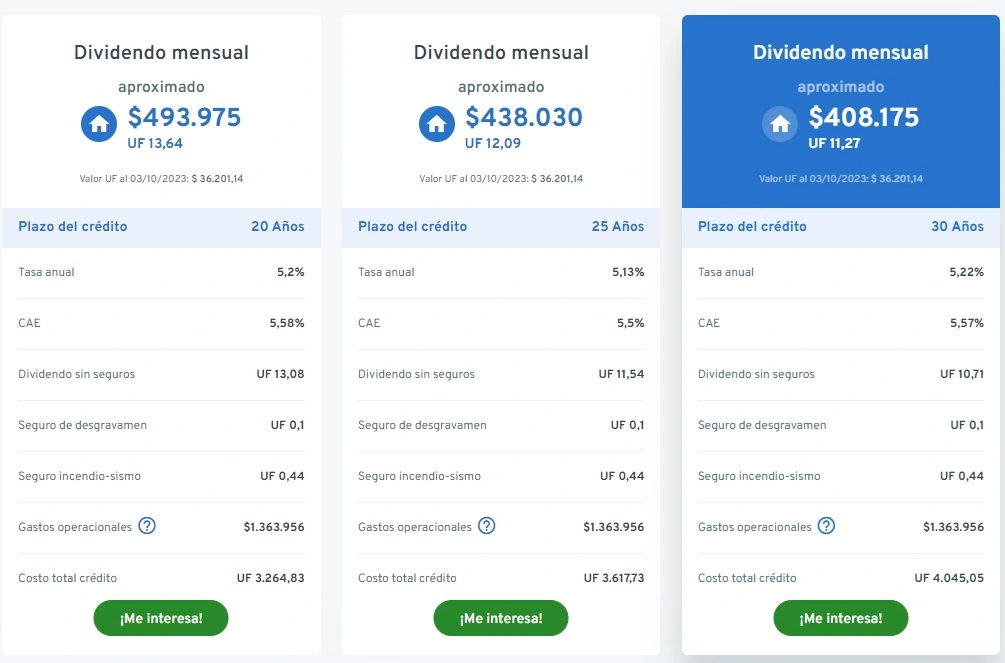 Dividendo mensual
aproximado
$493.975
UF 13,64
Valor UF al 03/10/2023: $ 36.201,14
Plazo del crédito 20 Años
Tasa anual 5,2%
CAE 5,58%
Dividendo sin seguros UF 13,08
Seguro de desgravamen UF 0,1
Seguro incendio-sismo UF 0,44
Gastos operacionales ? $1.363.956
Costo total crédito UF 3.264,83
¡Me interesa!
Dividendo mensual
aproximado
$438.030
UF 12,09
Valor UF al 03/10/2023: $ 36.201,14
Plazo del crédito 25 Años
Tasa anual 5,13%
CAE 5,5%
Dividendo sin seguros UF 11,54
Seguro de desgravamen UF 0,1
Seguro incendio-sismo UF 0,44
Gastos operacionales ? $1.363.956
Costo total crédito UF 3.617,73
¡Me interesa!
Dividendo mensual
aproximado
$408.175
UF 11,27
Valor UF al 03/10/2023: $ 36.201,14
Plazo del crédito 30 Años
Tasa anual 5,22%
CAE 5,57%
Dividendo sin seguros UF 10,71
Seguro de desgravamen UF 0,1
Seguro incendio-sismo UF 0,44
Gastos operacionales ? $1.363.956
Costo total crédito UF 4.045,05
¡Me interesa!